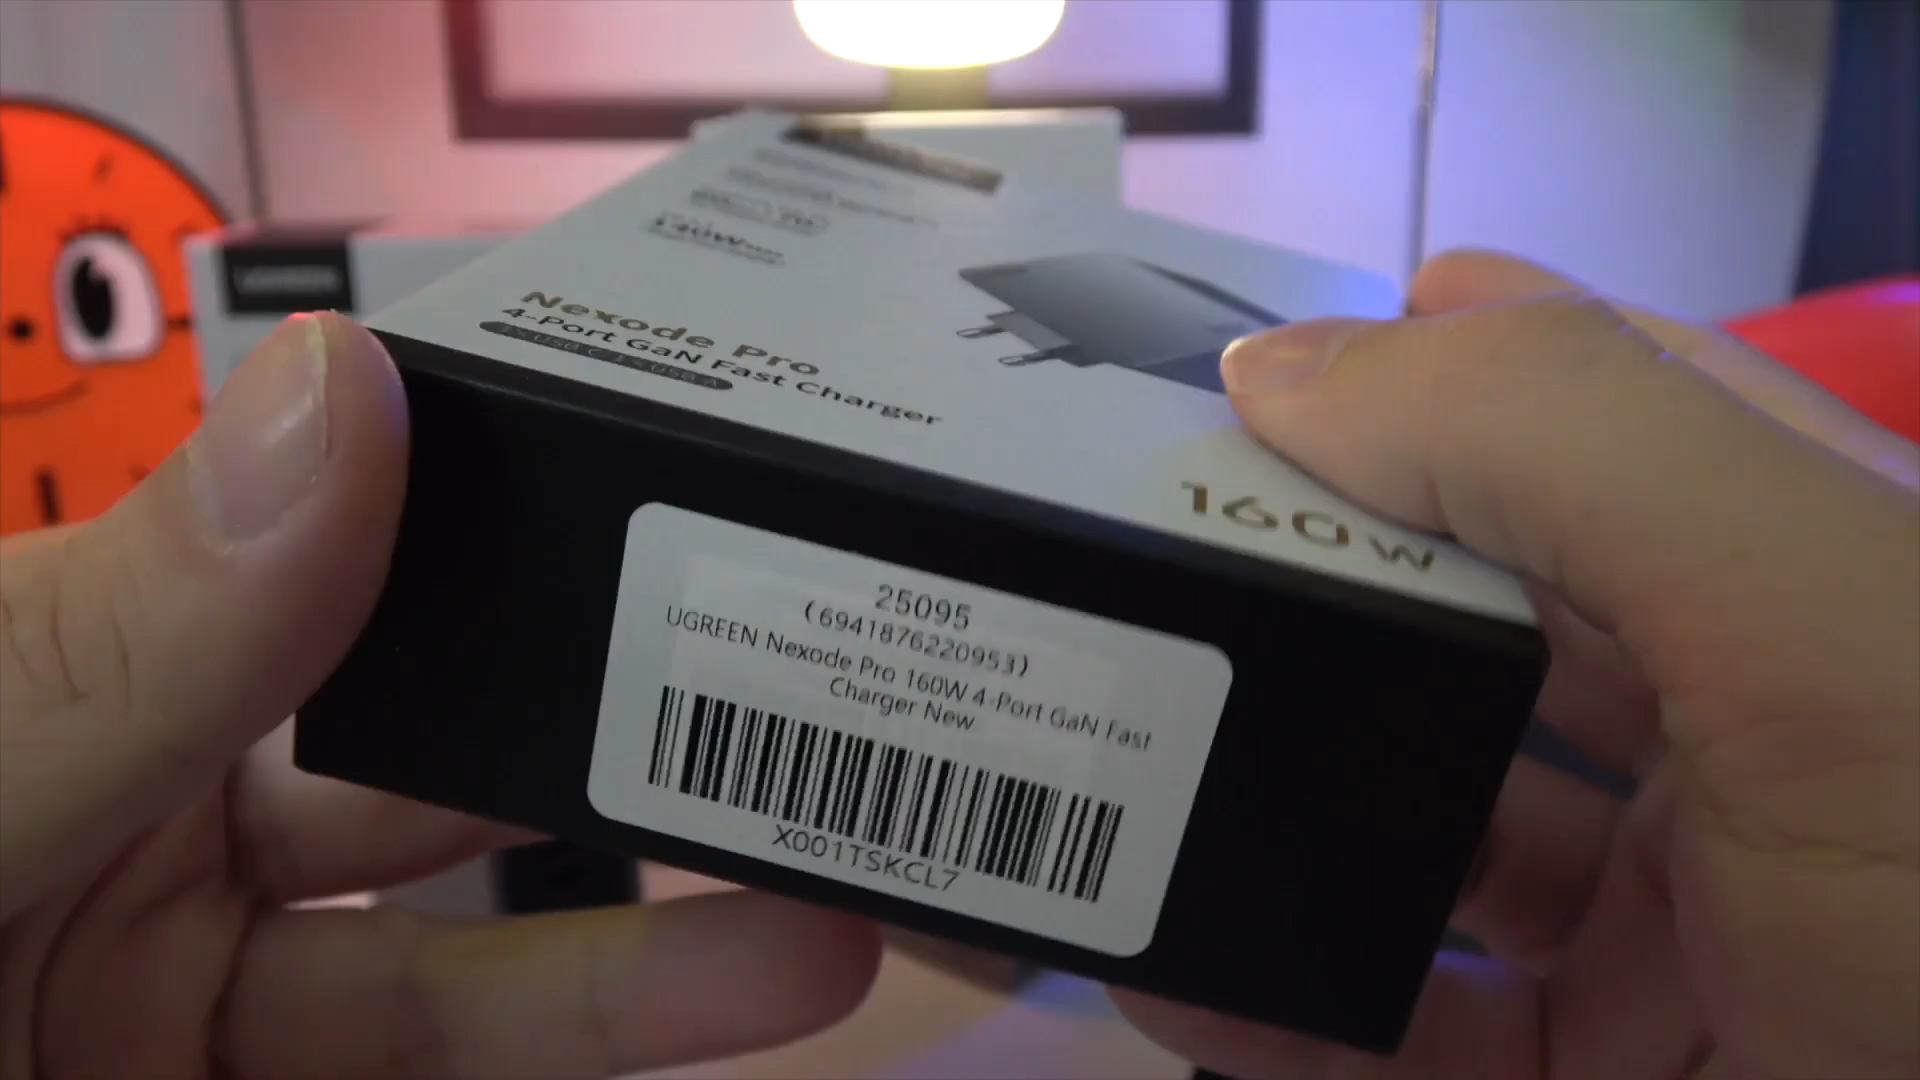 140W
Nexode Pro
4-Port GaN Fast Charger
160W
25095
(6941876220953)
UGREEN Nexode Pro 160W 4-Port GaN Fast
Charger New
X001TSKCL7